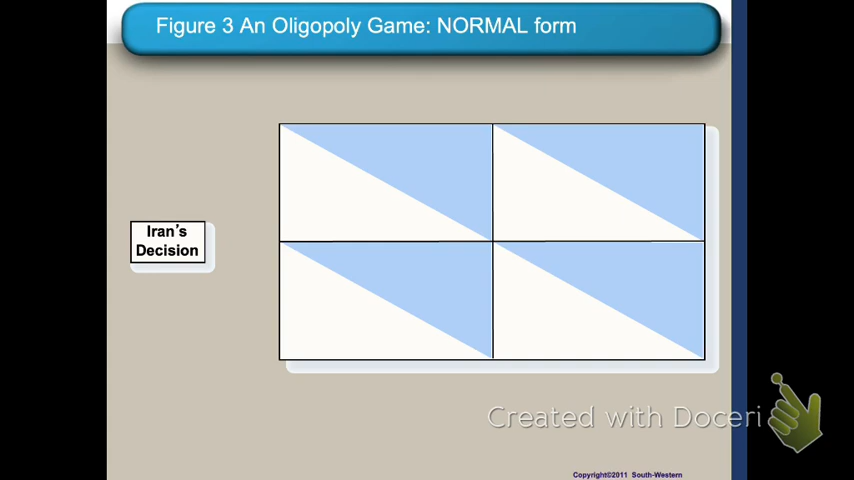 Figure 3 An Oligopoly Game: NORMAL form
Iran’s
Decision
Created with Doceri
Copyright©2011 South-Western